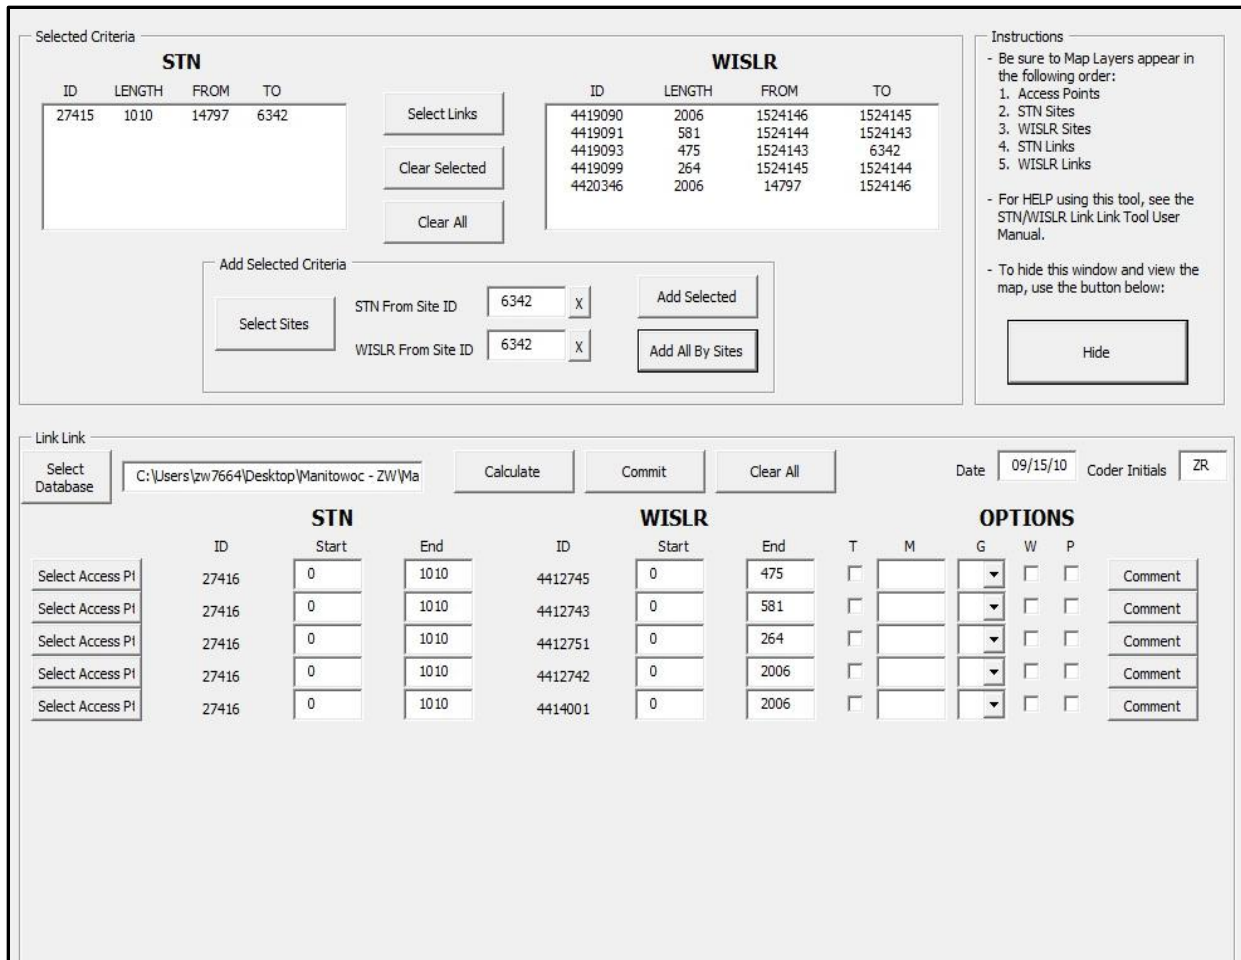 Selected Criteria
STN
ID LENGTH FROM TO
27415 1010 14797 6342
Select Links
Clear Selected
Clear All
WISLR
ID LENGTH FROM TO
4419090 2006 1524146 1524145
4419091 581 1524144 1524143
4419093 475 1524143 6342
4419099 264 1524145 1524144
4420346 2006 14797 1524146
Add Selected Criteria
Select Sites
STN From Site ID 6342 X
WISLR From Site ID 6342 X
Add Selected
Add All By Sites
Instructions
- Be sure to Map Layers appear in
the following order:
1. Access Points
2. STN Sites
3. WISLR Sites
4. STN Links
5. WISLR Links
- For HELP using this tool, see the
STN/WISLR Link Link Tool User
Manual.
- To hide this window and view the
map, use the button below:
Hide
Link Link
Select
Database
C:\Users\zw7664\Desktop\Manitowoc - ZW\Ma
Calculate
Commit
Clear All
Date 09/15/10 Coder Initials ZR
STN WISLR OPTIONS
ID Start End ID Start End T M G W P
Select Access Pt 27416 0 1010 4412745 0 475 Comment
Select Access Pt 27416 0 1010 4412743 0 581 Comment
Select Access Pt 27416 0 1010 4412751 0 264 Comment
Select Access Pt 27416 0 1010 4412742 0 2006 Comment
Select Access Pt 27416 0 1010 4414001 0 2006 Comment